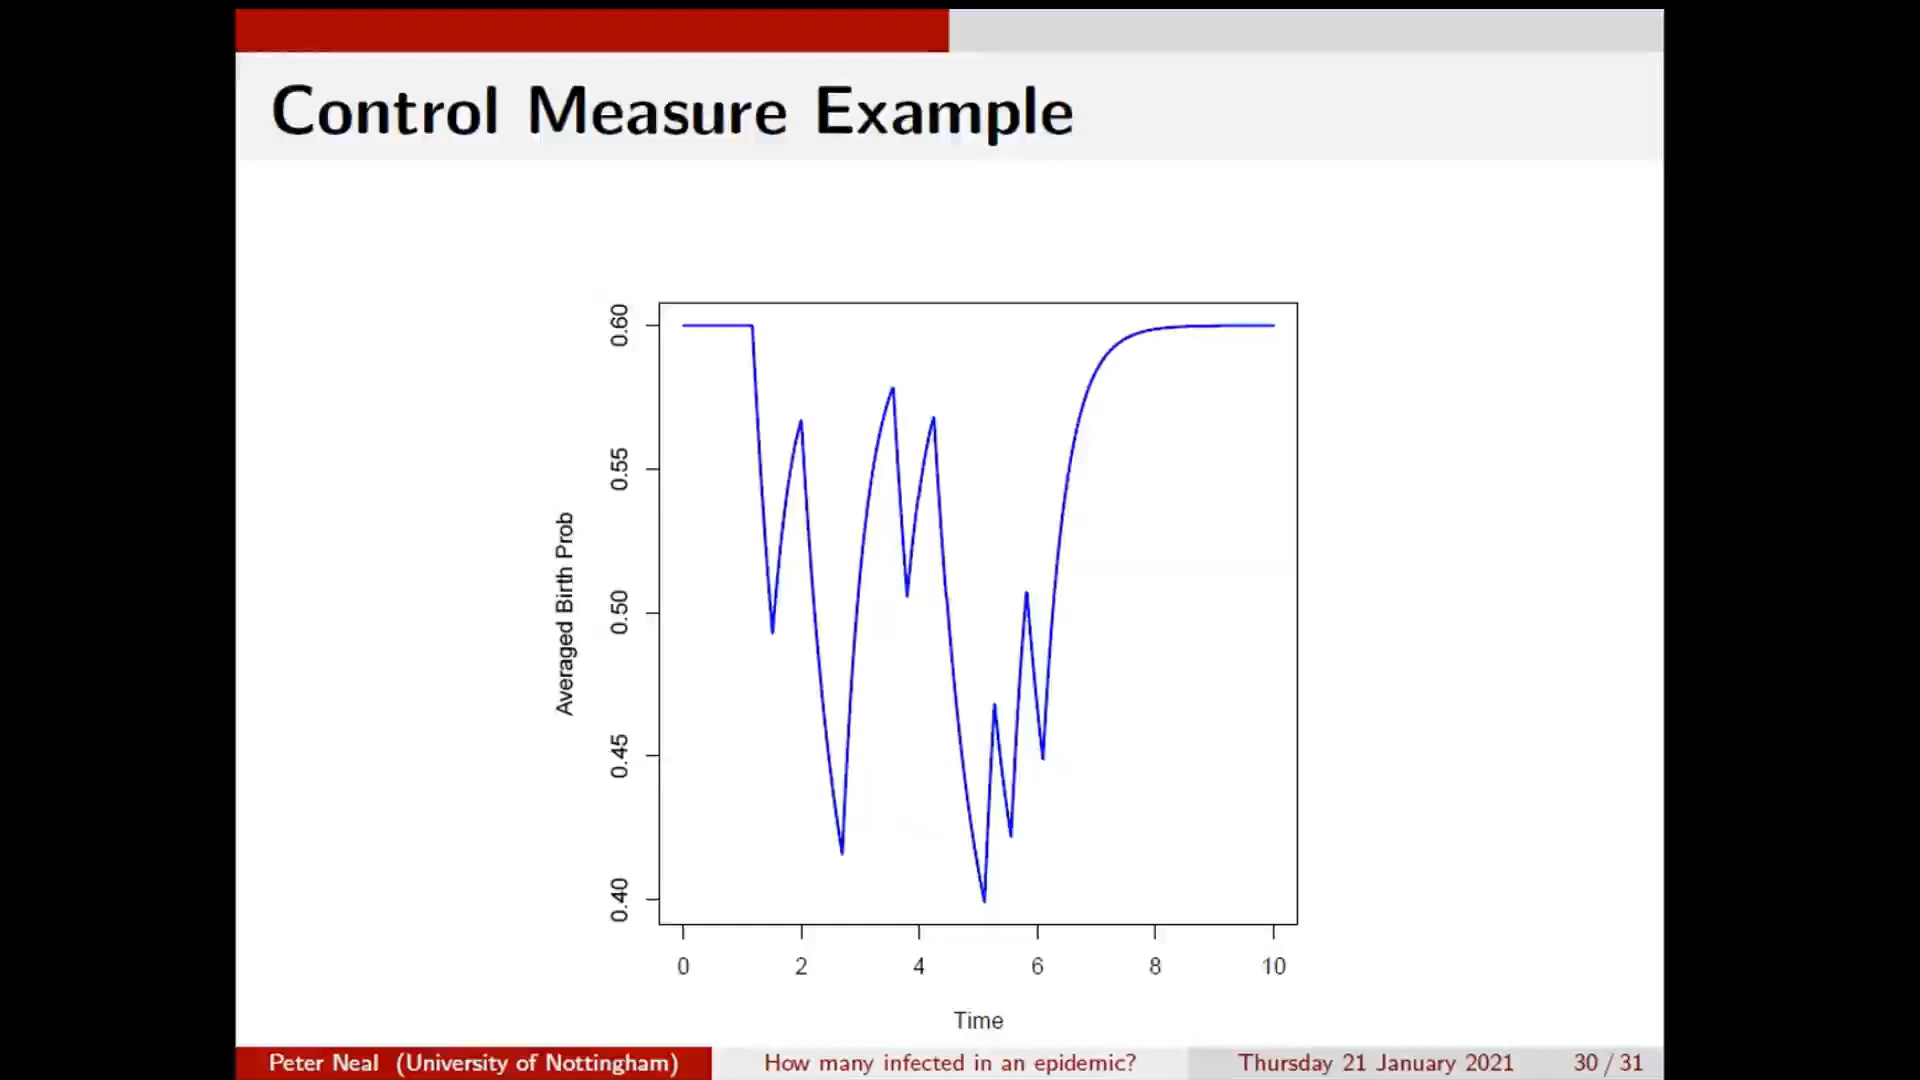 Control Measure Example
0.60
0.55
0.50
0.45
0.40
Averaged Birth Prob
0 2 4 6 8 10
Time
Peter Neal (University of Nottingham) How many infected in an epidemic? Thursday 21 January 2021 30 / 31